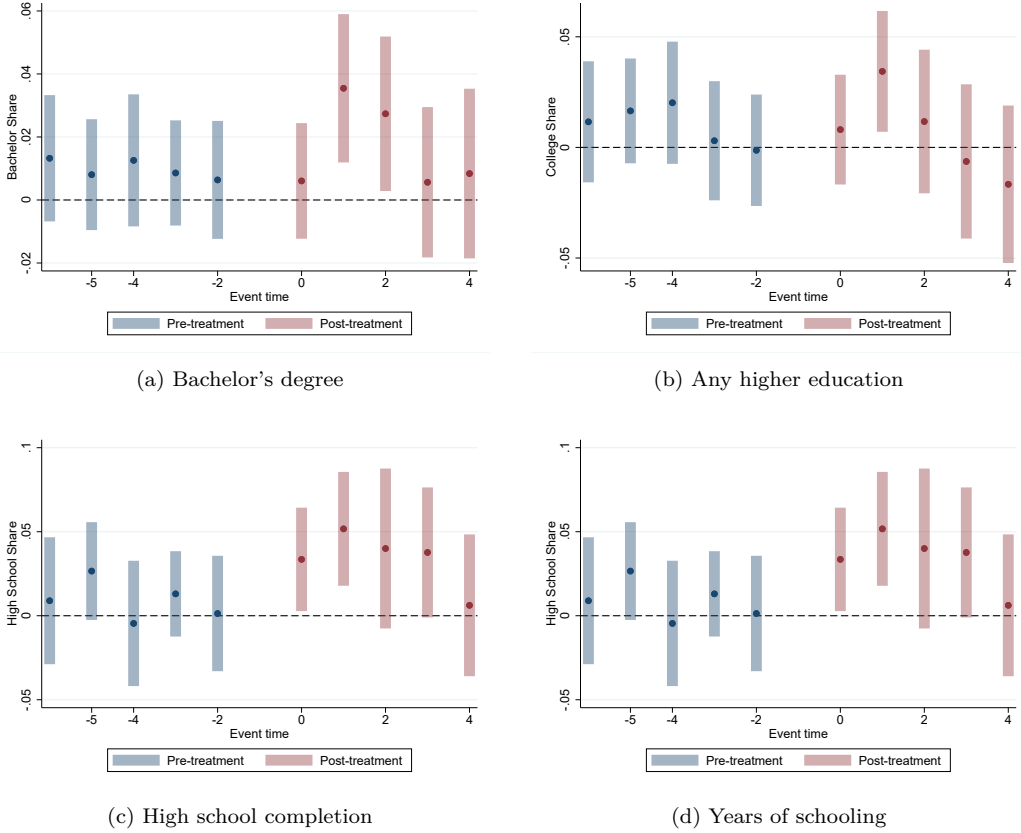 .06
.04
.02
0
-.02
Bachelor Share
-5 -4 -2 0 2 4
Event time
Pre-treatment Post-treatment
(a) Bachelor's degree
.05
0
-.05
College Share
-5 -4 -2 0 2 4
Event time
Pre-treatment Post-treatment
(b) Any higher education
.1
.05
0
-.05
High School Share
-5 -4 -2 0 2 4
Event time
Pre-treatment Post-treatment
(c) High school completion
.1
.05
0
-.05
High School Share
-5 -4 -2 0 2 4
Event time
Pre-treatment Post-treatment
(d) Years of schooling